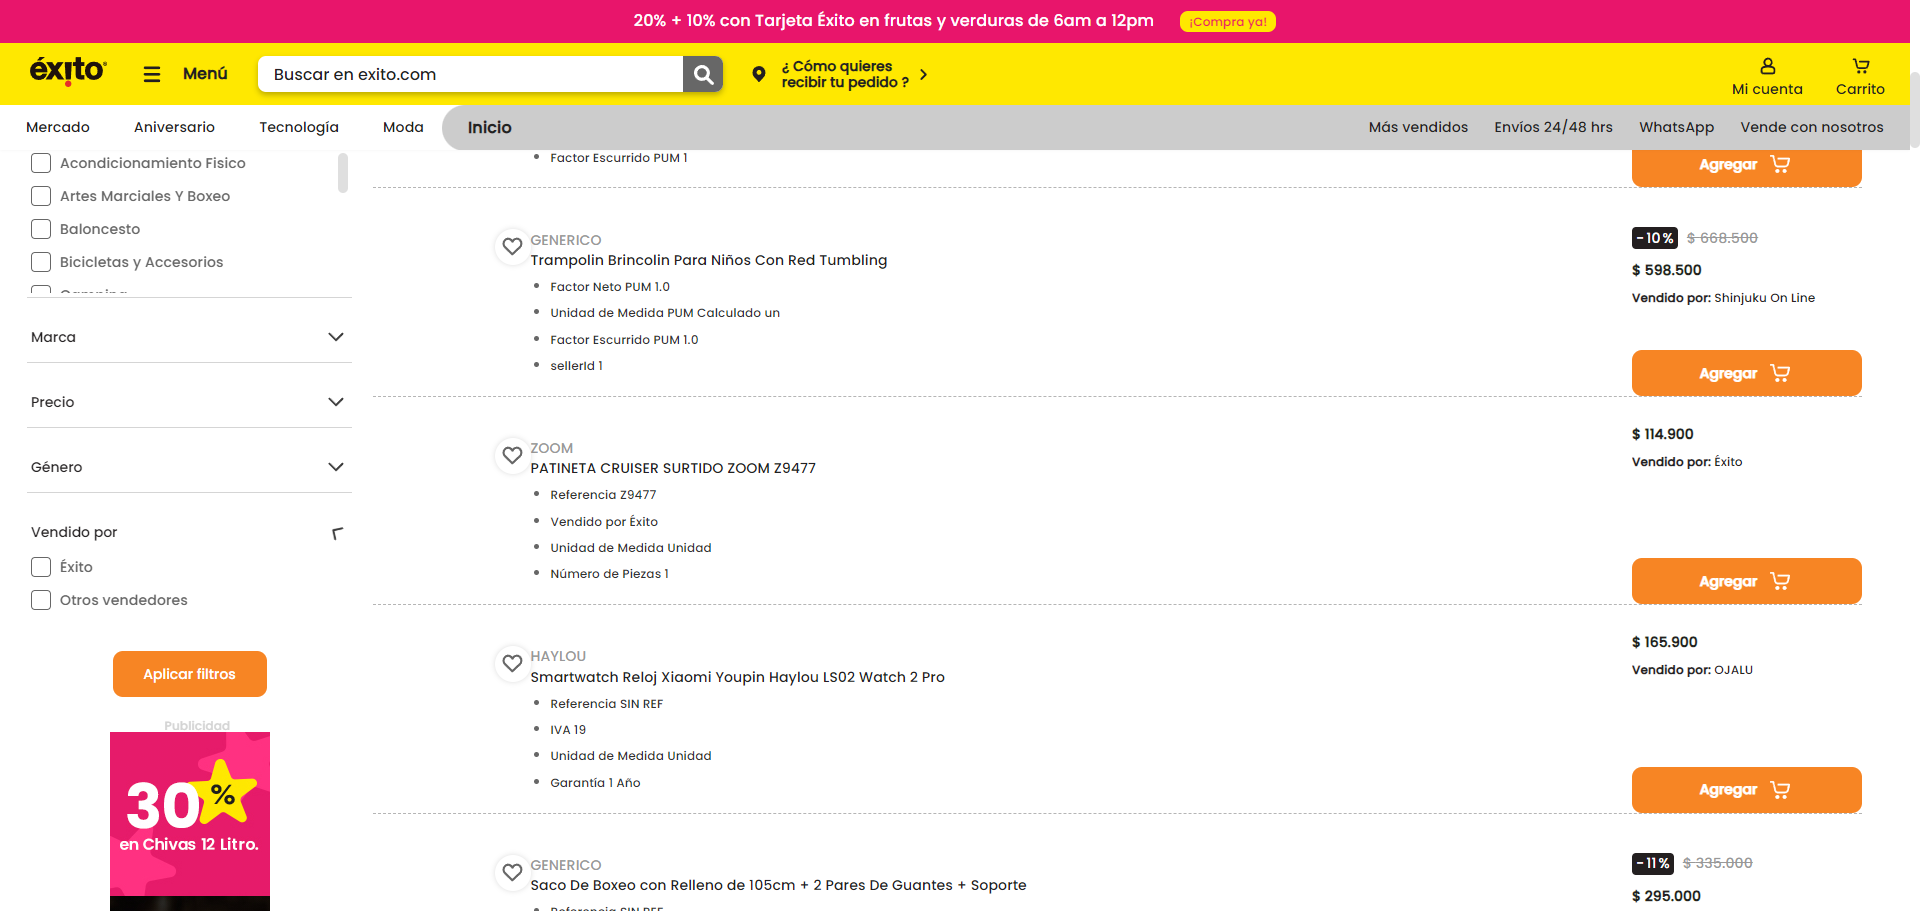 20% + 10% con Tarjeta Éxito en frutas y verduras de 6am a 12pm ¡Compra ya!
éxito
Menú
Buscar en exito.com
¿ Cómo quieres
recibir tu pedido ?
Mi cuenta
Carrito
Mercado Aniversario Tecnología Moda Inicio Más vendidos Envíos 24/48 hrs WhatsApp Vende con nosotros
Acondicionamiento Fisico
Artes Marciales Y Boxeo
Baloncesto
Bicicletas y Accesorios
Marca
Precio
Género
Vendido por
Éxito
Otros vendedores
Aplicar filtros
Publicidad
30%
en Chivas 12 Litro.
Factor Escurrido PUM 1
Agregar
GENERICO
Trampolin Brincolin Para Niños Con Red Tumbling
Factor Neto PUM 1.0
Unidad de Medida PUM Calculado un
Factor Escurrido PUM 1.0
sellerId 1
-10% $ 668.500
$ 598.500
Vendido por: Shinjuku On Line
Agregar
ZOOM
PATINETA CRUISER SURTIDO ZOOM Z9477
Referencia Z9477
Vendido por Éxito
Unidad de Medida Unidad
Número de Piezas 1
$ 114.900
Vendido por: Éxito
Agregar
HAYLOU
Smartwatch Reloj Xiaomi Youpin Haylou LS02 Watch 2 Pro
Referencia SIN REF
IVA 19
Unidad de Medida Unidad
Garantía 1 Año
$ 165.900
Vendido por: OJALU
Agregar
GENERICO
Saco De Boxeo con Relleno de 105cm + 2 Pares De Guantes + Soporte
Referencia SIN REF
-11% $ 335.000
$ 295.000